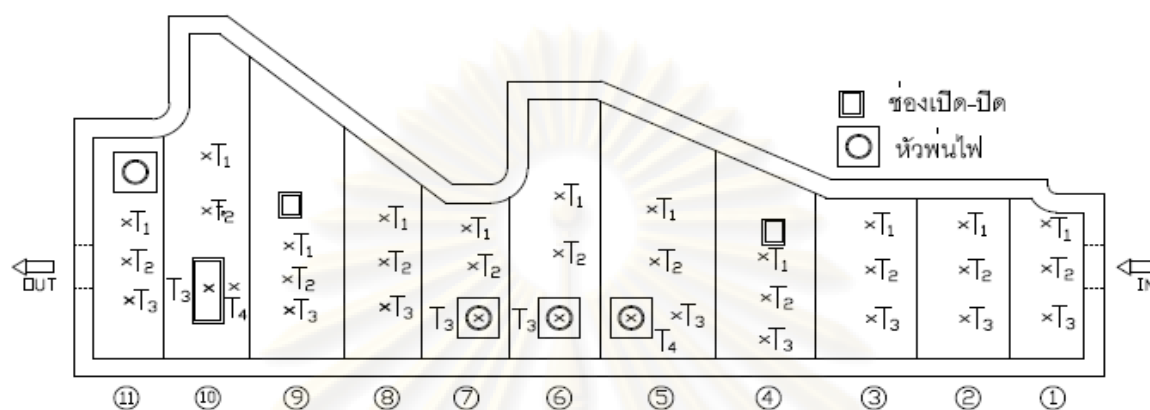 ช่องเปิด-ปิด
หัวพ่นไฟ
T1 T1 T1 T1 T1 T1 T1 T1 T1 T1 T1
T2 T2 T2 T2 T2 T2 T2 T2 T2 T2 T2
T3 T3 T3 T3 T3 T3 T3 T3 T3 T3 T3
T4 T4
OUT IN
⑪ ⑩ ⑨ ⑧ ⑦ ⑥ ⑤ ④ ③ ② ①